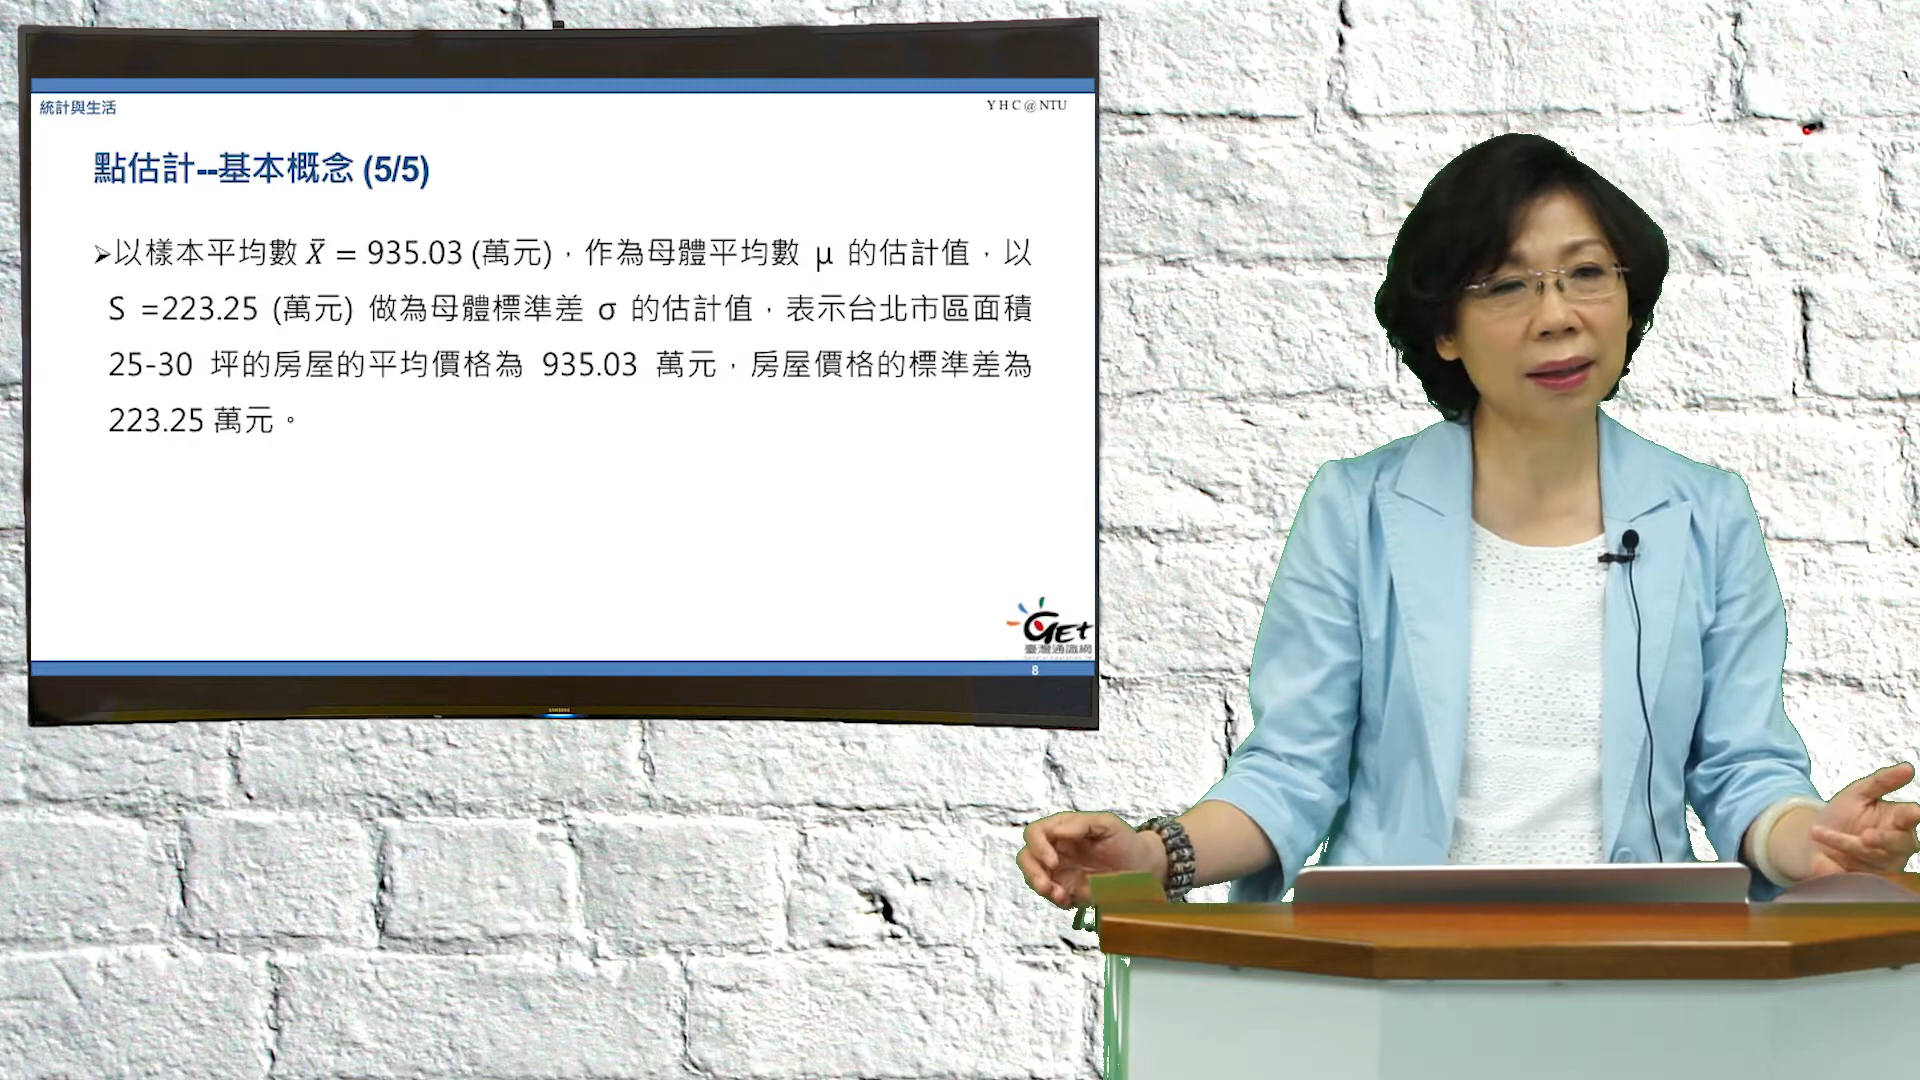 統計與生活
Y H C @ NTU
點估計--基本概念 (5/5)
➢以樣本平均數 X̄ = 935.03 (萬元)，作為母體平均數 μ 的估計值，以
S =223.25 (萬元) 做為母體標準差 σ 的估計值，表示台北市區面積
25-30 坪的房屋的平均價格為 935.03 萬元，房屋價格的標準差為
223.25 萬元。
GEt
臺灣通識網
8
SAMSUNG